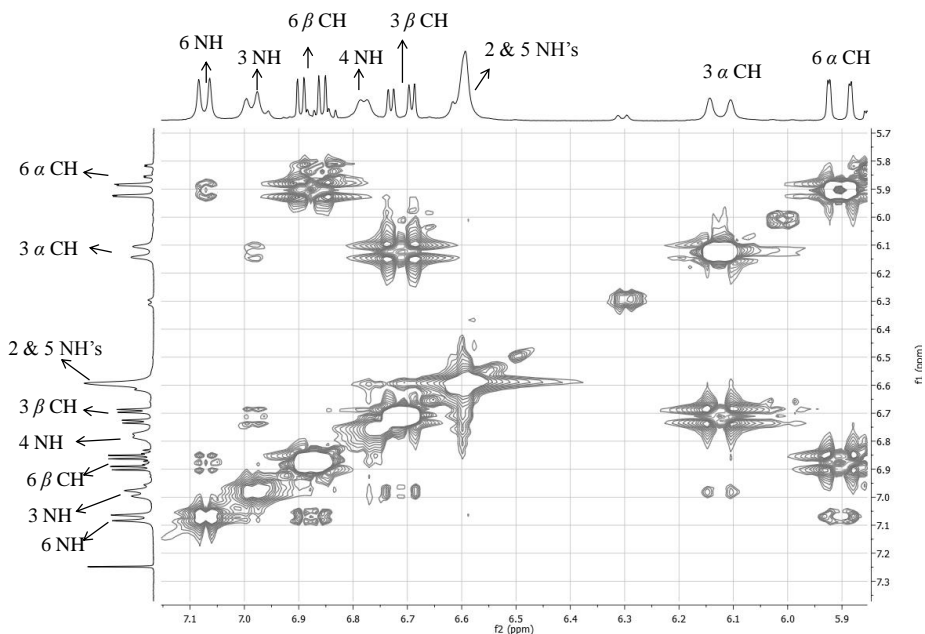 6 β CH
3 β CH
6 NH
3 NH
4 NH
2 & 5 NH's
3 α CH
6 α CH
6 α CH
3 α CH
2 & 5 NH's
3 β CH
4 NH
6 β CH
3 NH
6 NH
5.7
5.8
5.9
6.0
6.1
6.2
6.3
6.4
6.5
6.6
6.7
6.8
6.9
7.0
7.1
7.2
7.3
f1 (ppm)
7.1 7.0 6.9 6.8 6.7 6.6 6.5 6.4 6.3 6.2 6.1 6.0 5.9
f2 (ppm)